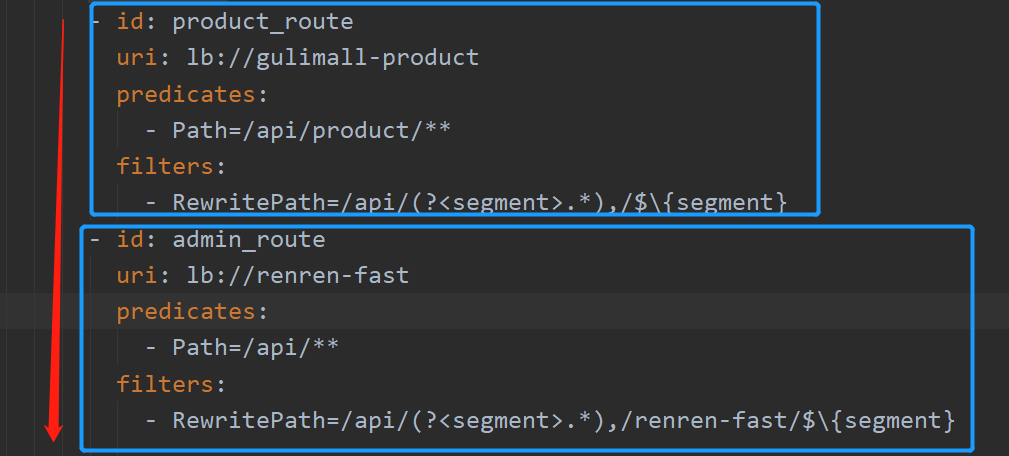 - id: product_route
uri: lb://gulimall-product
predicates:
- Path=/api/product/**
filters:
- RewritePath=/api/(?<segment>.*),/$\{segment}
- id: admin_route
uri: lb://renren-fast
predicates:
- Path=/api/**
filters:
- RewritePath=/api/(?<segment>.*),/renren-fast/$\{segment}